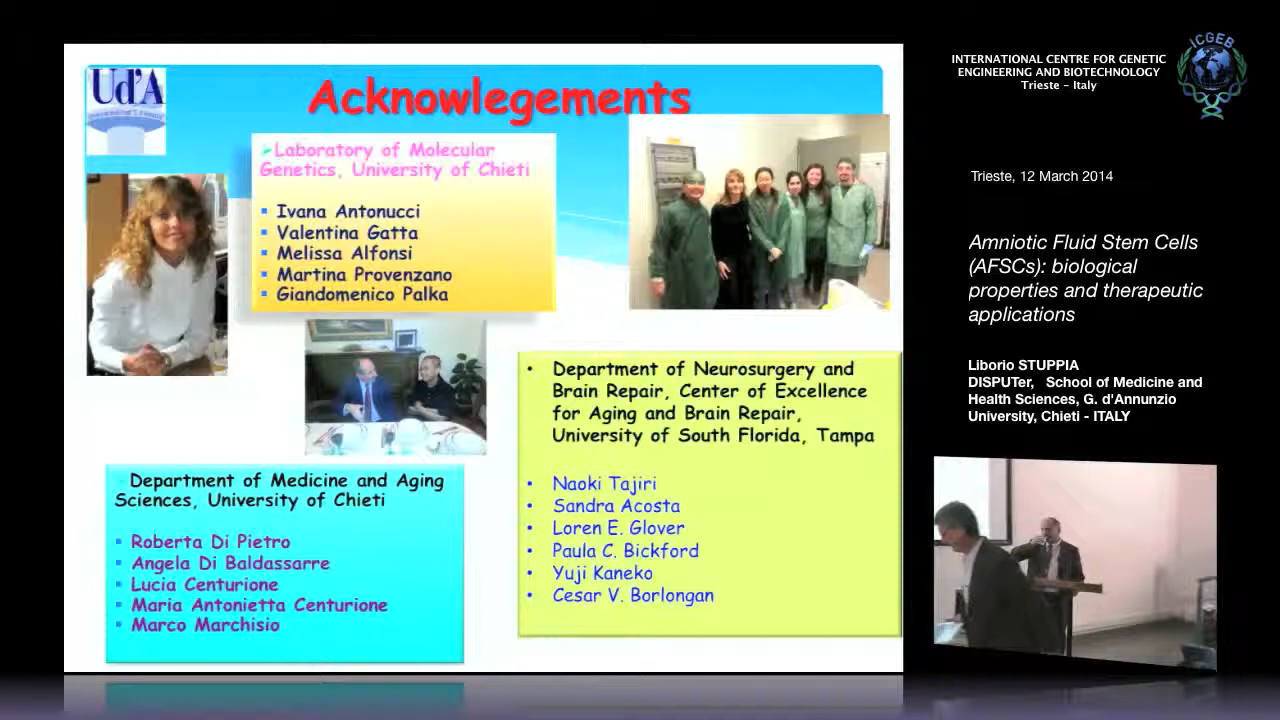 Ud'A
Acknowlegements
Laboratory of Molecular
Genetics, University of Chieti
Ivana Antonucci
Valentina Gatta
Melissa Alfonsi
Martina Provenzano
Giandomenico Palka
Department of Medicine and Aging
Sciences, University of Chieti
Roberta Di Pietro
Angela Di Baldassarre
Lucia Centurione
Maria Antonietta Centurione
Marco Marchisio
Department of Neurosurgery and
Brain Repair, Center of Excellence
for Aging and Brain Repair,
University of South Florida, Tampa
Naoki Tajiri
Sandra Acosta
Loren E. Glover
Paula C. Bickford
Yuji Kaneko
Cesar V. Borlongan
INTERNATIONAL CENTRE FOR GENETIC
ENGINEERING AND BIOTECHNOLOGY
Trieste - Italy
ICGEB
Trieste, 12 March 2014
Amniotic Fluid Stem Cells
(AFSCs): biological
properties and therapeutic
applications
Liborio STUPPIA
DISPUTer, School of Medicine and
Health Sciences, G. d'Annunzio
University, Chieti - ITALY